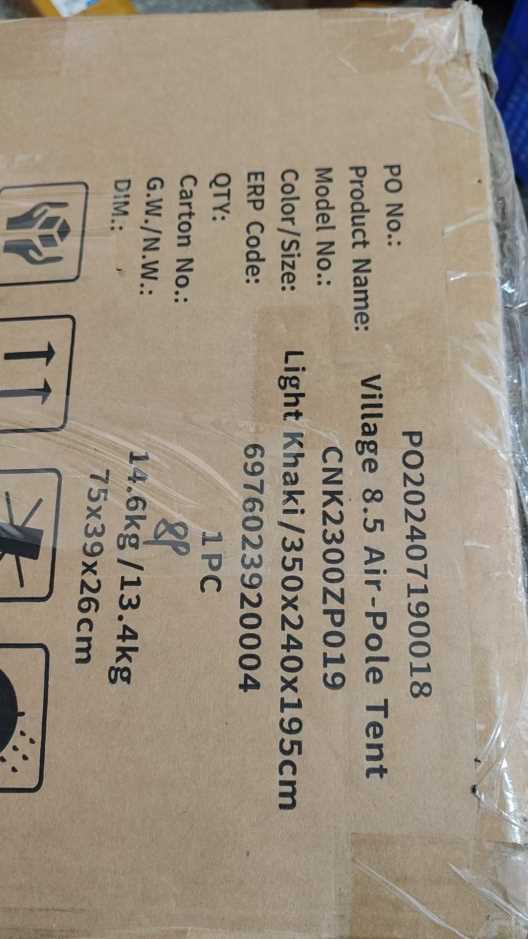 PO No.: PO202407190018
Product Name: Village 8.5 Air-Pole Tent
Model No.: CNK2300ZP019
Color/Size: Light Khaki/350x240x195cm
ERP Code: 6976023920004
QTY: 1PC
Carton No.:
G.W./N.W.: 14.6kg/13.4kg
DIM.: 75x39x26cm